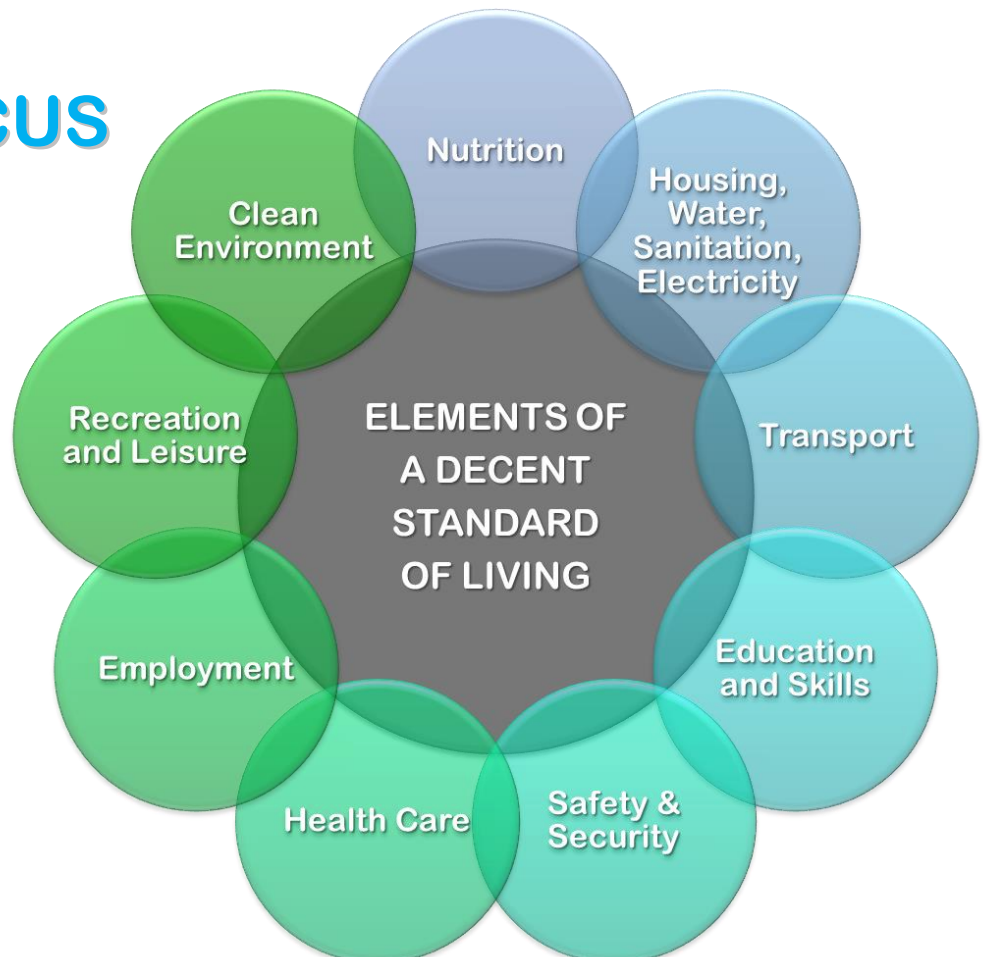 CUS
Nutrition
Housing,
Water,
Sanitation,
Electricity
Transport
Education
and Skills
Safety &
Security
Health Care
Employment
Recreation
and Leisure
Clean
Environment
ELEMENTS OF
A DECENT
STANDARD
OF LIVING